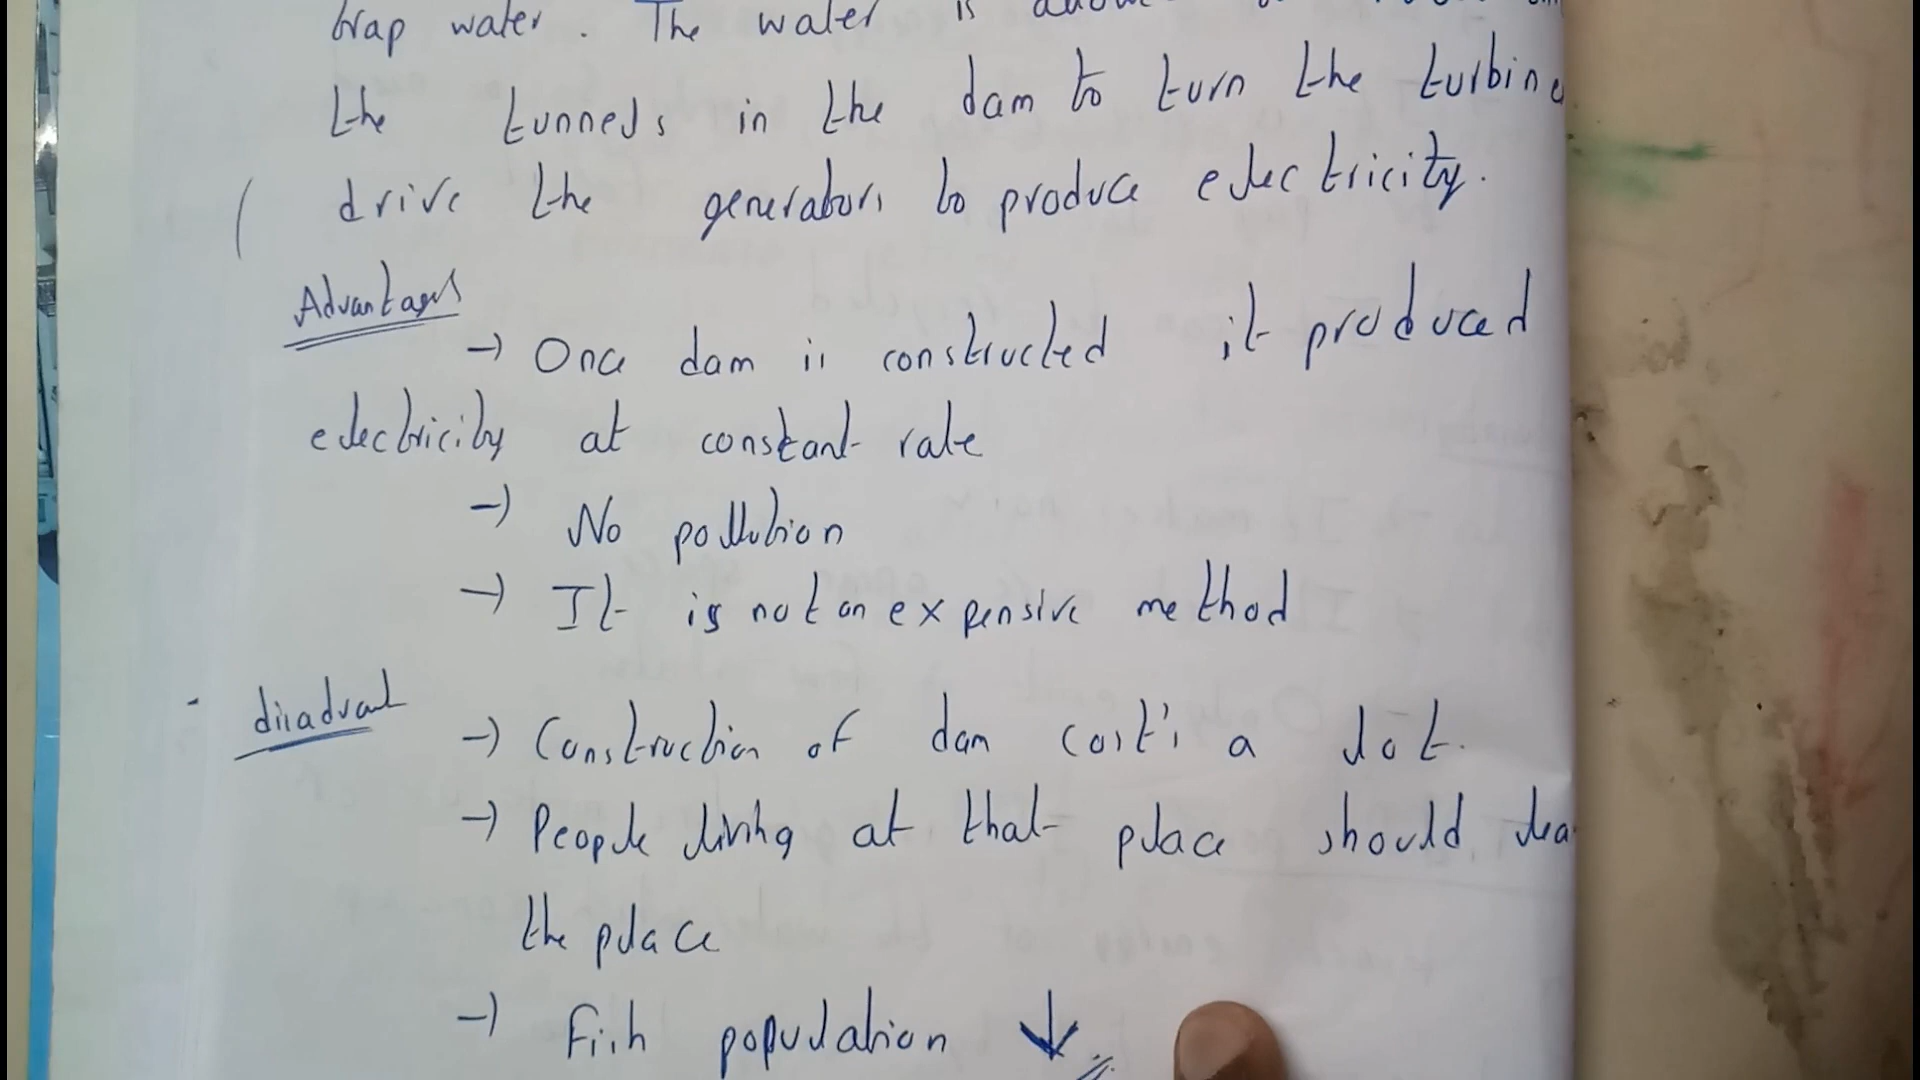 trap water. The water is
the tunnels in the dam to turn the turbine
drive the generators to produce electricity.
Advantages
→ Once dam is constructed it produced
electricity at constant rate
→ No pollution
→ It is not an expensive method
disadvant
→ Construction of dam costs a lot.
→ People living at that place should lea
the place
→ Fish population ↓